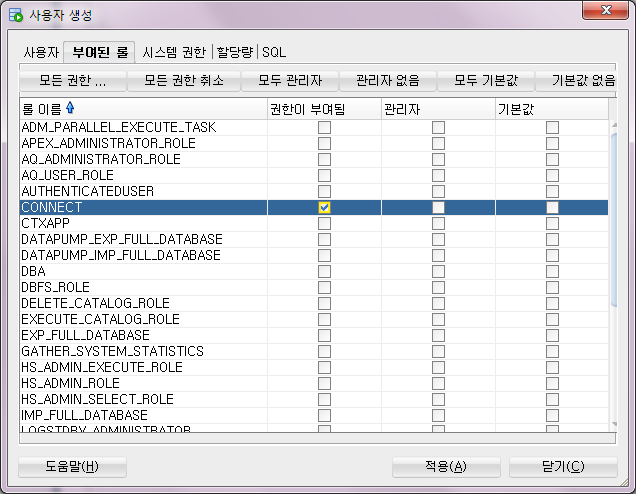 사용자 생성
사용자 부여된 롤 시스템 권한 할당량 SQL
모든 권한 ... 모든 권한 취소 모두 관리자 관리자 없음 모두 기본값 기본값 없음
롤 이름 권한이 부여됨 관리자 기본값
ADM_PARALLEL_EXECUTE_TASK
APEX_ADMINISTRATOR_ROLE
AQ_ADMINISTRATOR_ROLE
AQ_USER_ROLE
AUTHENTICATEDUSER
CONNECT
CTXAPP
DATAPUMP_EXP_FULL_DATABASE
DATAPUMP_IMP_FULL_DATABASE
DBA
DBFS_ROLE
DELETE_CATALOG_ROLE
EXECUTE_CATALOG_ROLE
EXP_FULL_DATABASE
GATHER_SYSTEM_STATISTICS
HS_ADMIN_EXECUTE_ROLE
HS_ADMIN_ROLE
HS_ADMIN_SELECT_ROLE
IMP_FULL_DATABASE
LOGSTDBY_ADMINISTRATOR
도움말(H) 적용(A) 닫기(C)